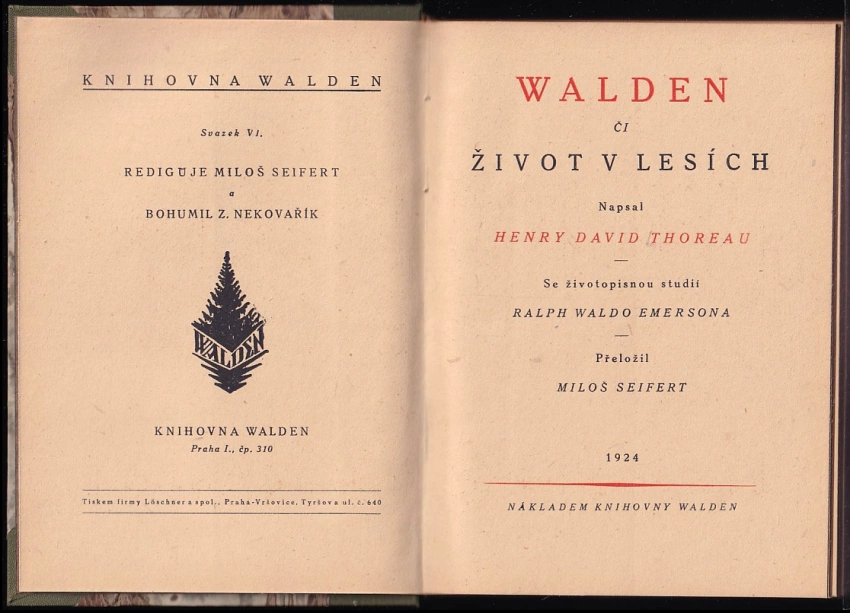 KNIHOVNA WALDEN
Svazek VI.
REDIGUJE MILOŠ SEIFERT
a
BOHUMIL Z. NEKOVAŘÍK
WALDEN
KNIHOVNA WALDEN
Praha I., čp. 310
Tiskem firmy Löschner a spol., Praha-Vršovice, Tyršova ul. č. 640
WALDEN
ČI
ŽIVOT V LESÍCH
Napsal
HENRY DAVID THOREAU
—
Se životopisnou studií
RALPH WALDO EMERSONA
—
Přeložil
MILOŠ SEIFERT
1924
NÁKLADEM KNIHOVNY WALDEN